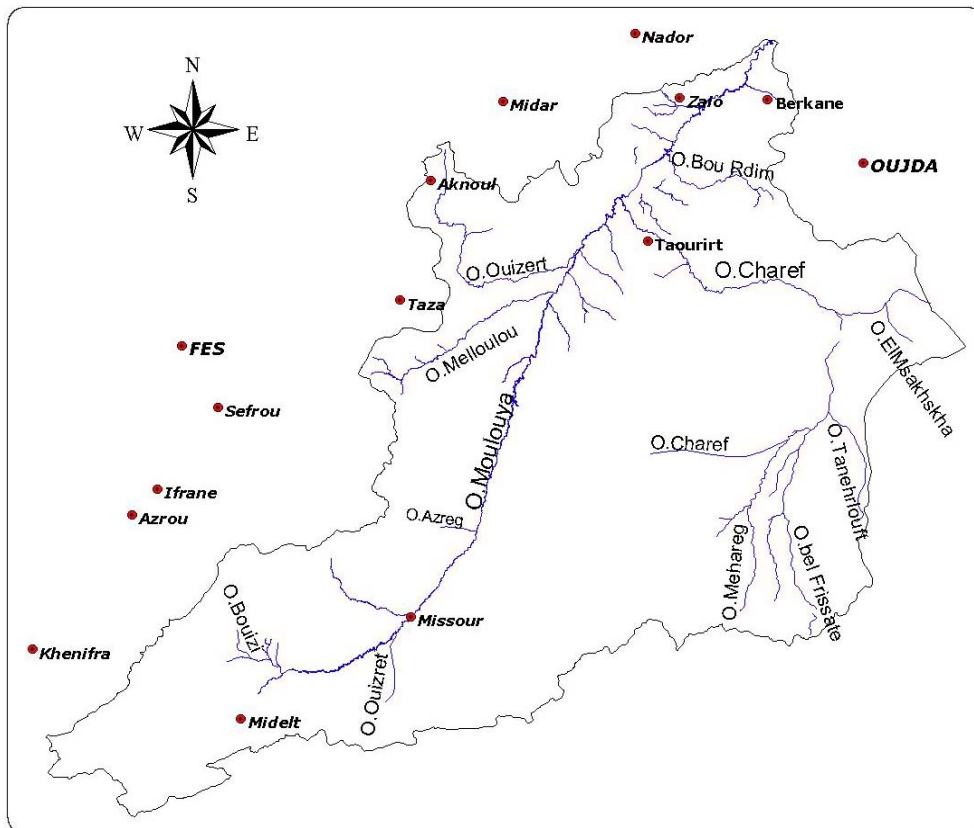 Nador
N
Midar
Zaio
Berkane
W
E
O.Bou Rdim
OUJDA
Aknoul
S
Taourirt
O.Ouizert
O.Charef
Taza
O.ElMsakhskha
FES
O.Melloulou
Sefrou
O.Moulouya
O.Charef
O.Tanehrlouft
Ifrane
Azrou
O.Azreg
O.Mehareg
O.bel Frissate
O.Bouizi
Missour
Khenifra
O.Ouizret
Midelt